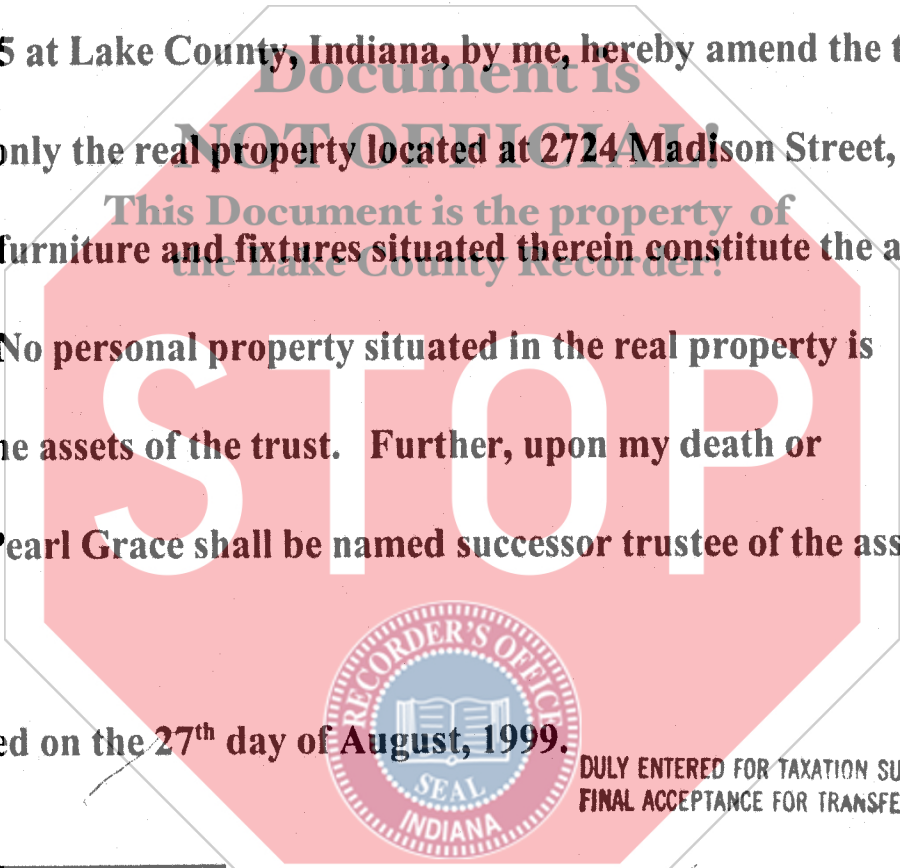 5 at Lake County, Indiana, by me, hereby amend the t
Document is
NOT OFFICIAL!
only the real property located at 2724 Madison Street,
This Document is the property of
furniture and fixtures situated therein constitute the a
the Lake County Recorder!
No personal property situated in the real property is
STOP
he assets of the trust. Further, upon my death or
Pearl Grace shall be named successor trustee of the ass
RECORDER'S OFFICE
ed on the 27th day of August, 1999.
SEAL
INDIANA
DULY ENTERED FOR TAXATION SU
FINAL ACCEPTANCE FOR TRANSFE